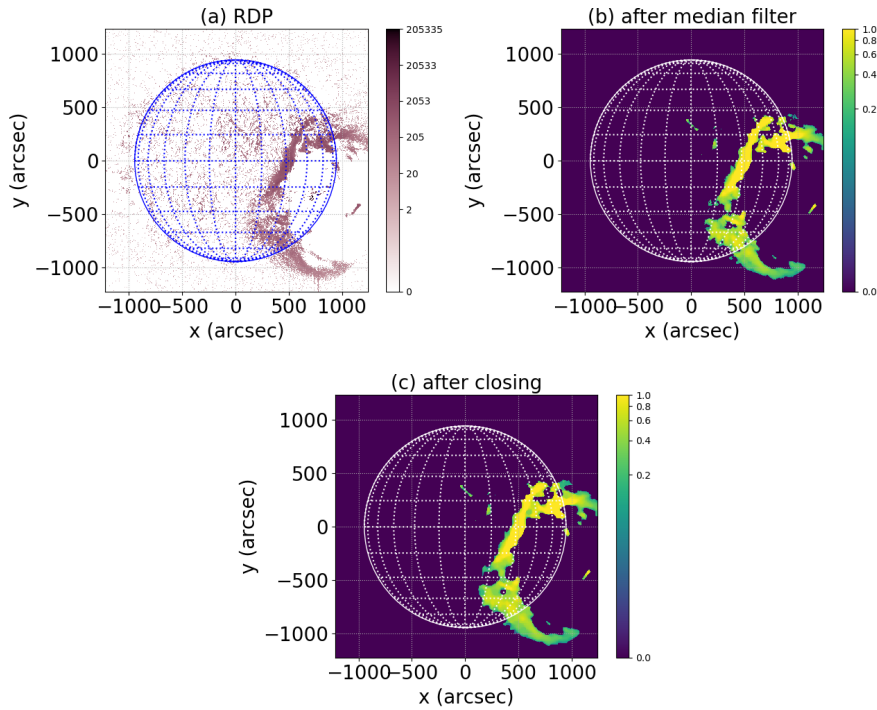 (a) RDP
1000
500
0
−500
−1000
y (arcsec)
−1000 −500 0 500 1000
x (arcsec)
205335
20533
2053
205
20
2
0
(b) after median filter
1000
500
0
−500
−1000
y (arcsec)
−1000 −500 0 500 1000
x (arcsec)
1.0
0.8
0.6
0.4
0.2
0.0
(c) after closing
1000
500
0
−500
−1000
y (arcsec)
−1000 −500 0 500 1000
x (arcsec)
1.0
0.8
0.6
0.4
0.2
0.0